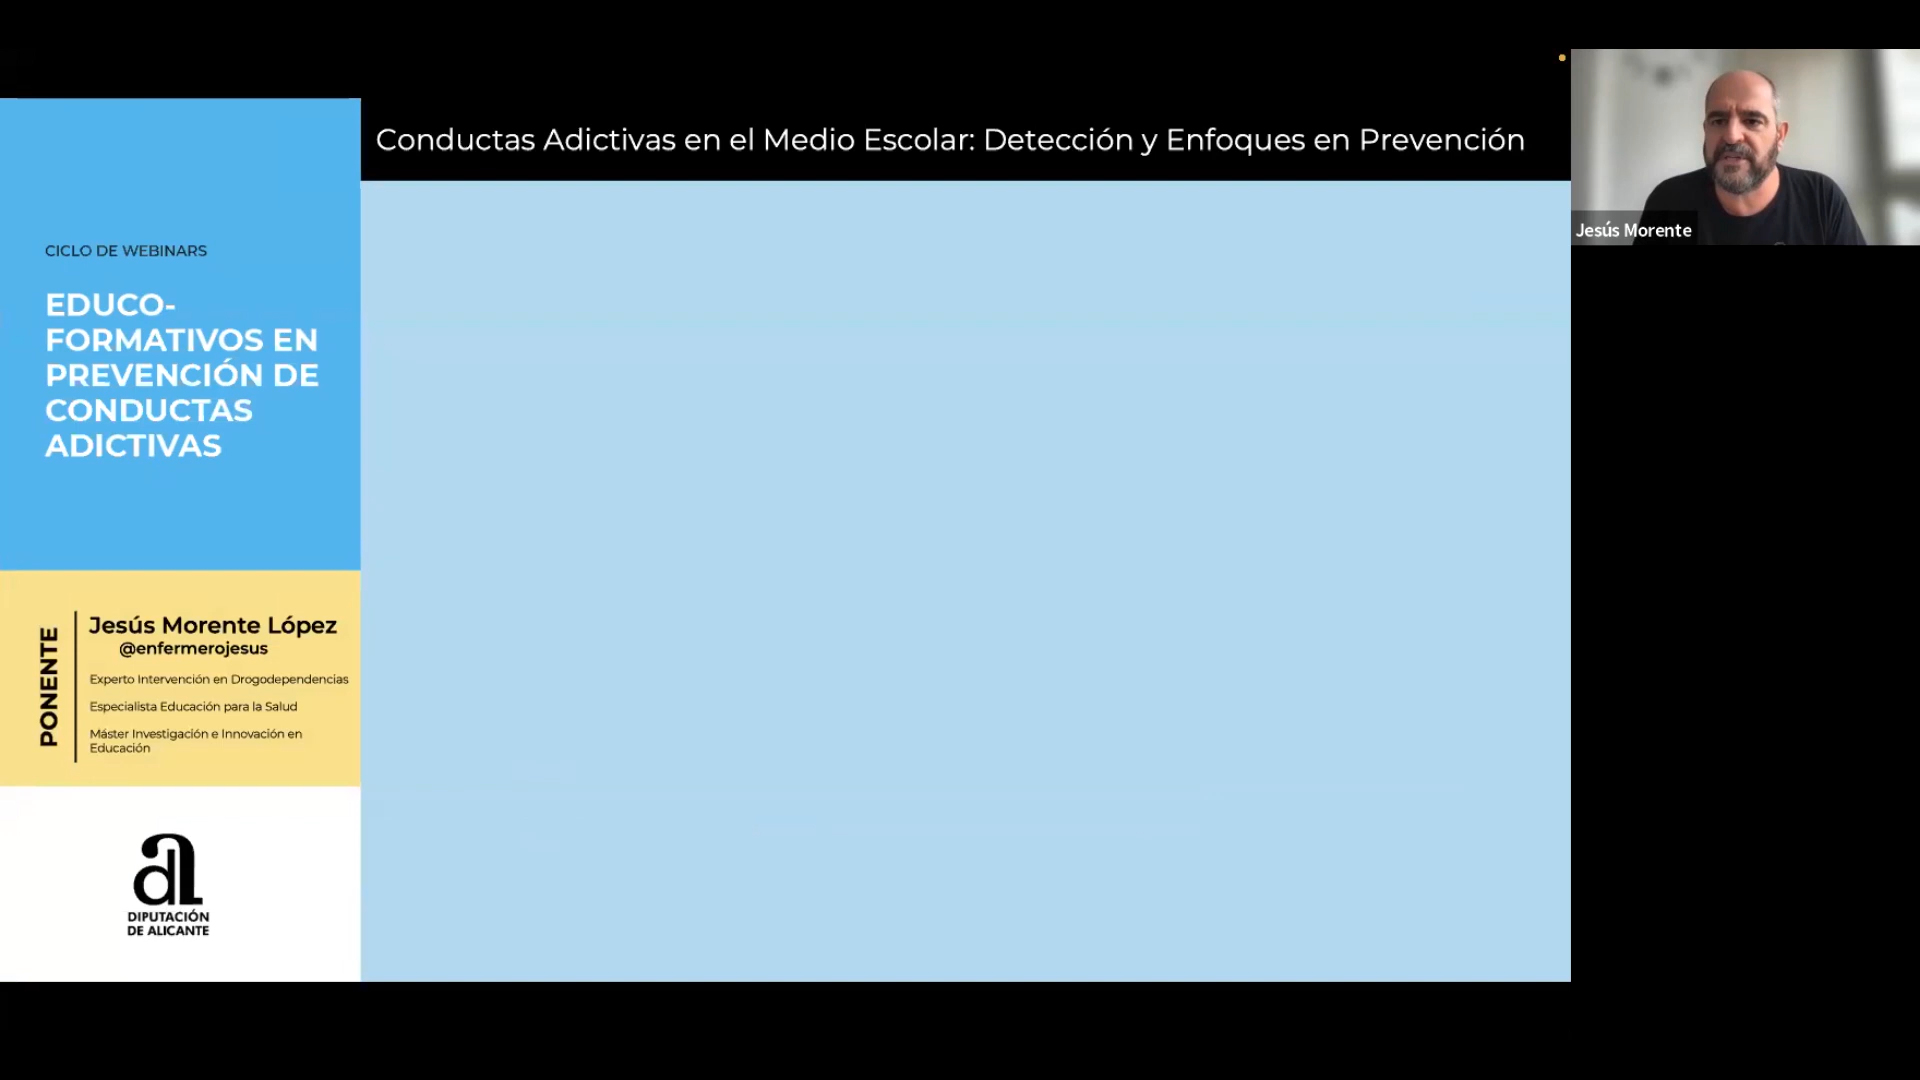 Conductas Adictivas en el Medio Escolar: Detección y Enfoques en Prevención
Jesús Morente
CICLO DE WEBINARS
EDUCO-
FORMATIVOS EN
PREVENCIÓN DE
CONDUCTAS
ADICTIVAS
PONENTE
Jesús Morente López
@enfermerojesus
Experto Intervención en Drogodependencias
Especialista Educación para la Salud
Máster Investigación e Innovación en
Educación
DIPUTACIÓN
DE ALICANTE